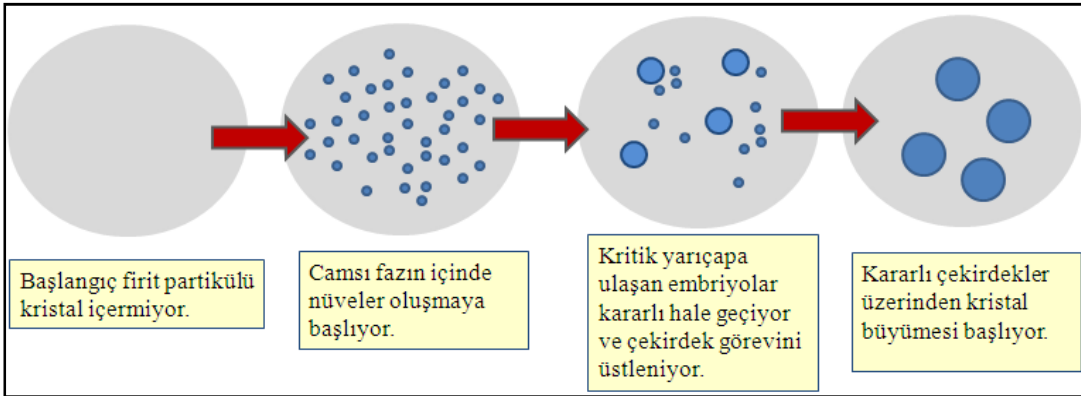 Başlangıç firit partikülü
kristal içermiyor.
Camsı fazın içinde
nüveler oluşmaya
başlıyor.
Kritik yarıçapa
ulaşan embriyolar
kararlı hale geçiyor
ve çekirdek görevini
üstleniyor.
Kararlı çekirdekler
üzerinden kristal
büyümesi başlıyor.